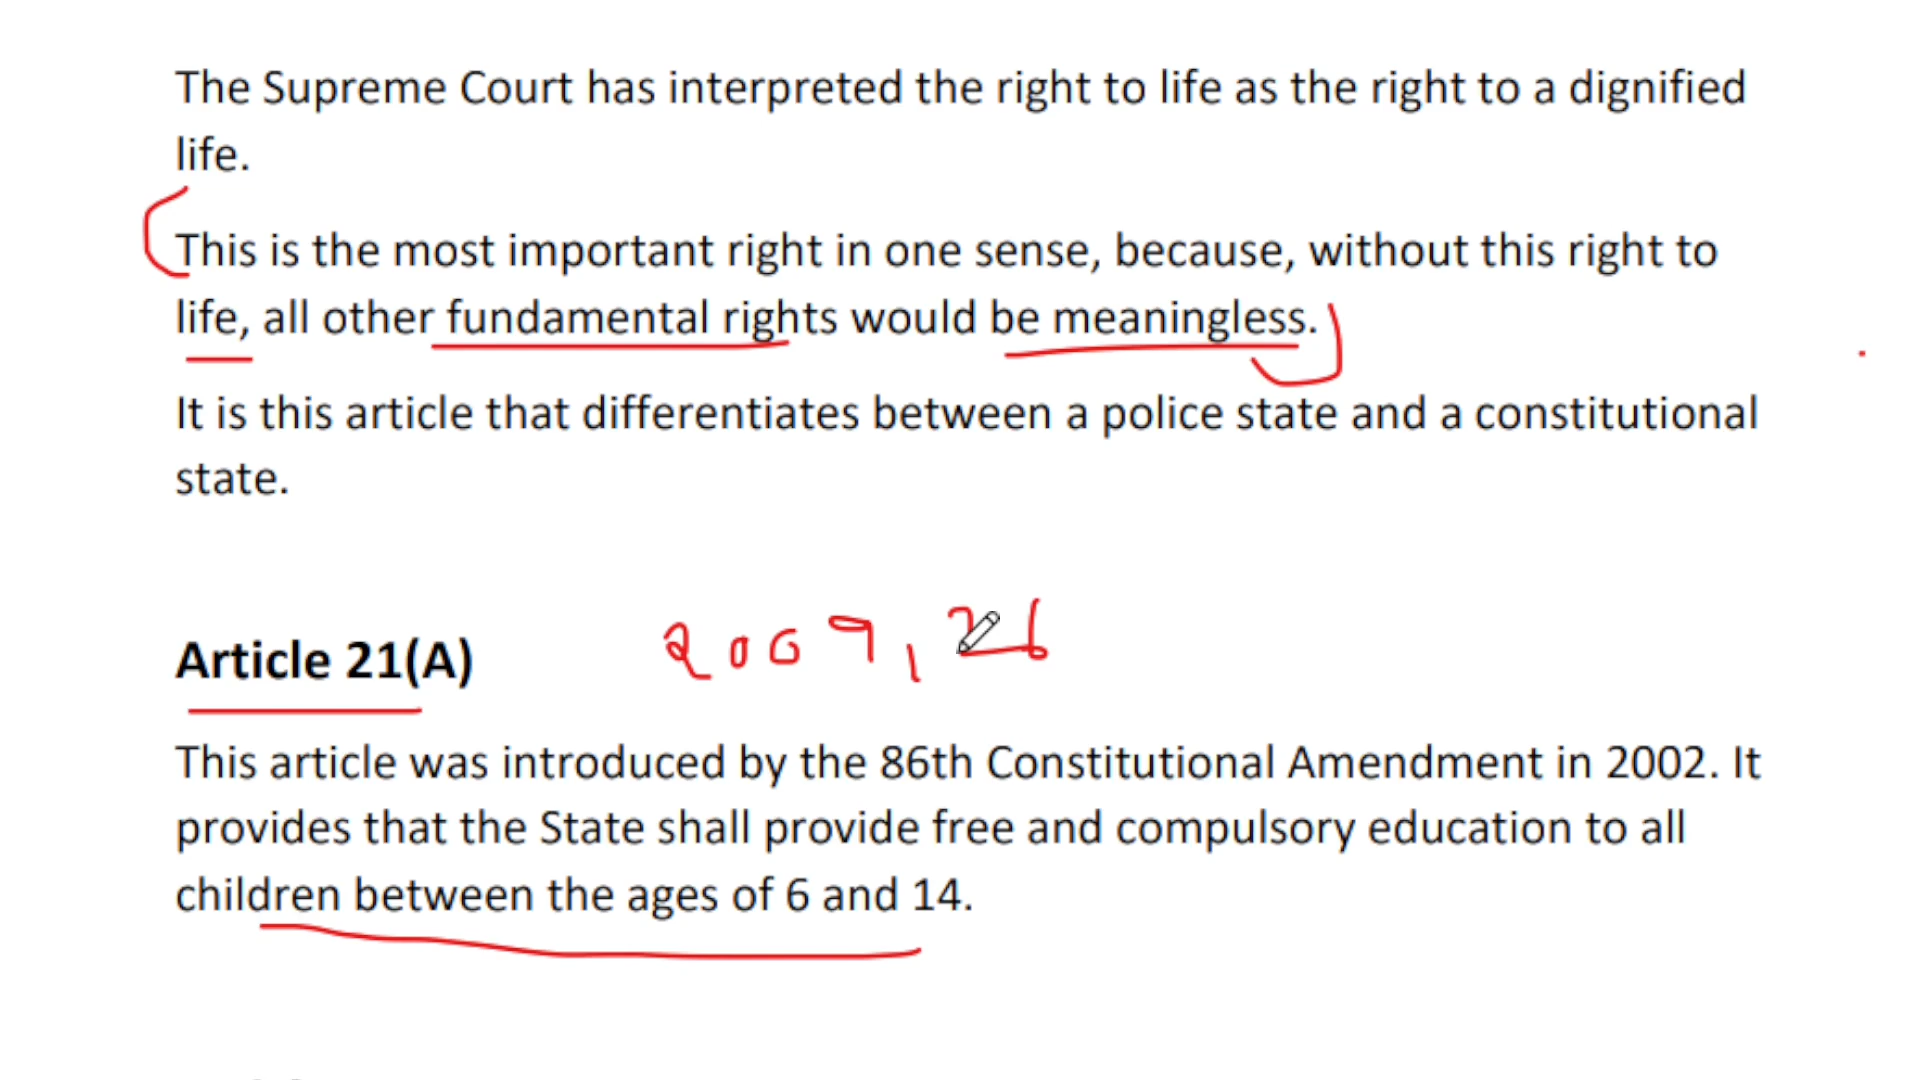 The Supreme Court has interpreted the right to life as the right to a dignified
life.
This is the most important right in one sense, because, without this right to
life, all other fundamental rights would be meaningless.
It is this article that differentiates between a police state and a constitutional
state.
2009, 26
Article 21(A)
This article was introduced by the 86th Constitutional Amendment in 2002. It
provides that the State shall provide free and compulsory education to all
children between the ages of 6 and 14.